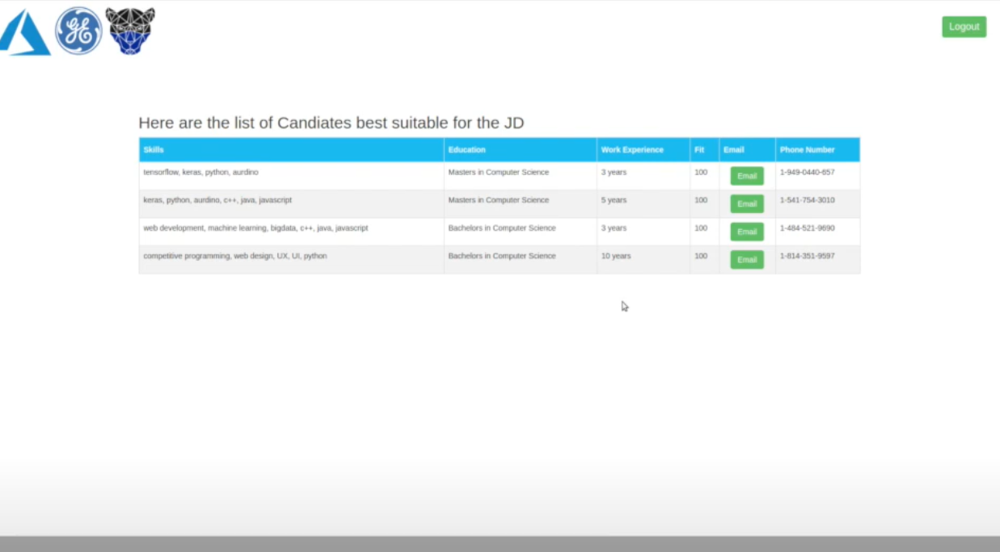 GE
Logout
Here are the list of Candiates best suitable for the JD
Skills Education Work Experience Fit Email Phone Number
tensorflow, keras, python, aurdino Masters in Computer Science 3 years 100 Email 1-949-0440-657
keras, python, aurdino, c++, java, javascript Masters in Computer Science 5 years 100 Email 1-541-754-3010
web development, machine learning, bigdata, c++, java, javascript Bachelors in Computer Science 3 years 100 Email 1-484-521-9690
competitive programming, web design, UX, UI, python Bachelors in Computer Science 10 years 100 Email 1-814-351-9597